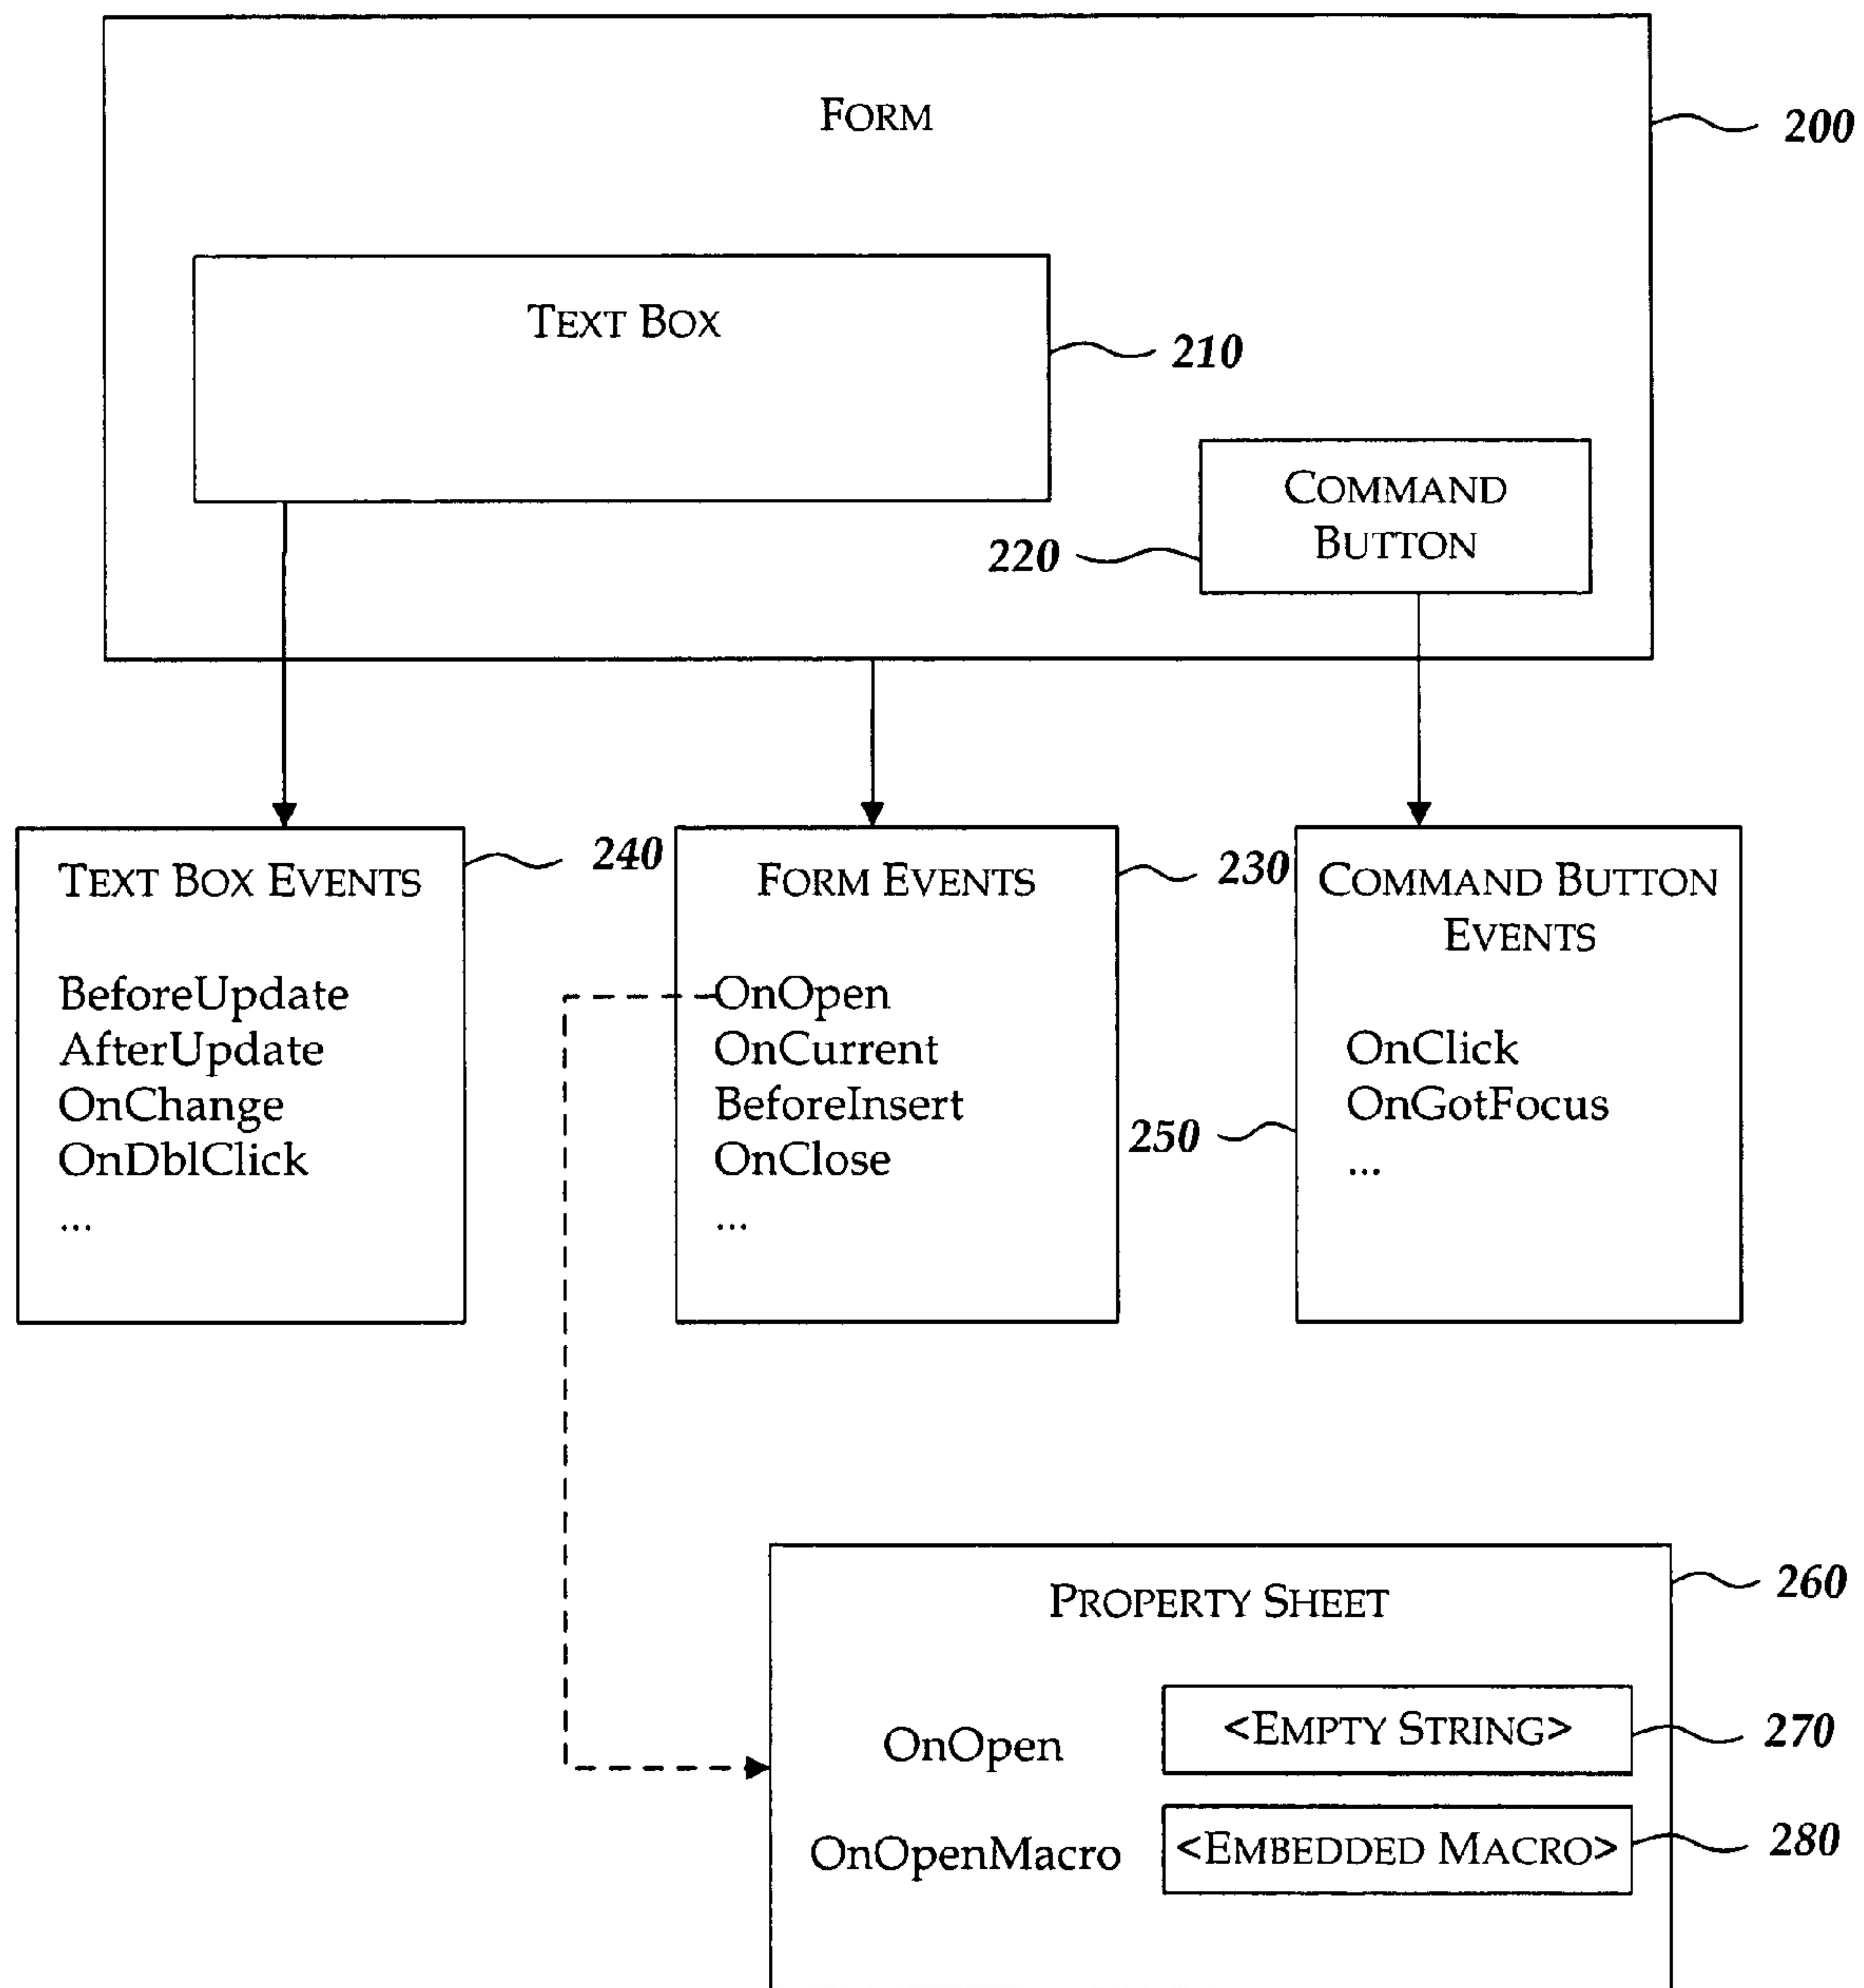 FORM
200
TEXT BOX
210
COMMAND
BUTTON
220
TEXT BOX EVENTS
240
BeforeUpdate
AfterUpdate
OnChange
OnDblClick
...
FORM EVENTS
230
OnOpen
OnCurrent
BeforeInsert
OnClose
...
COMMAND BUTTON
EVENTS
250
OnClick
OnGotFocus
...
PROPERTY SHEET
260
OnOpen
<EMPTY STRING>
270
OnOpenMacro
<EMBEDDED MACRO>
280